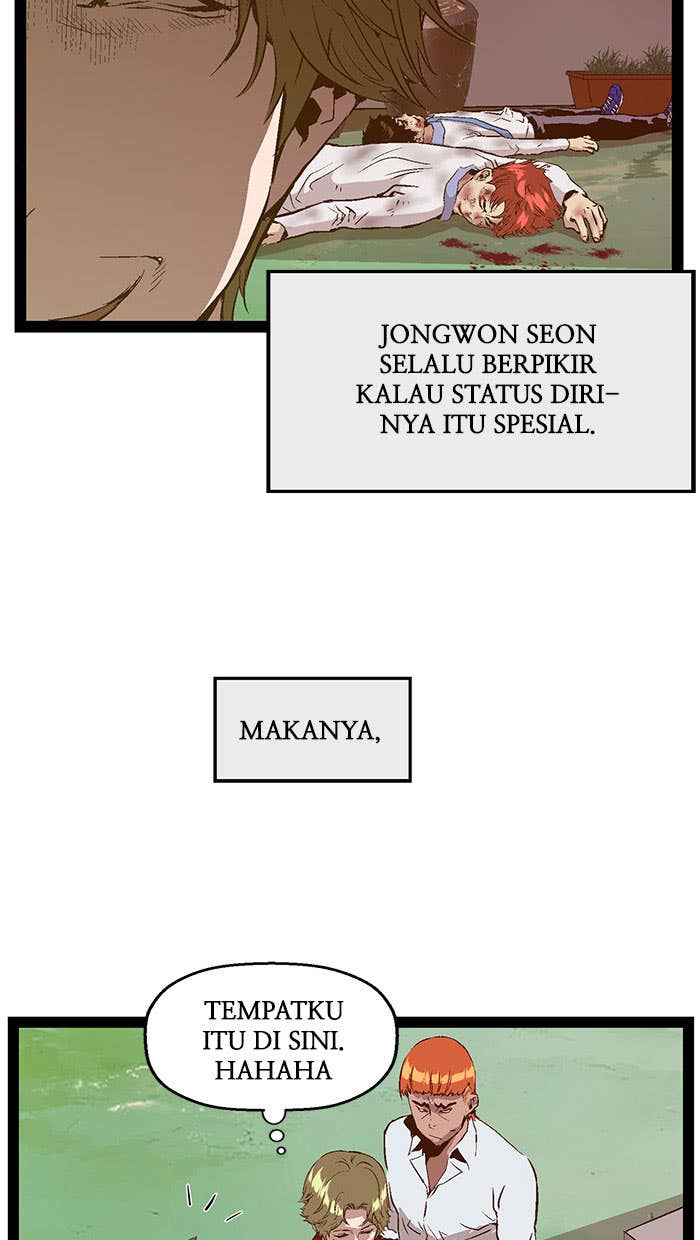 JONGWON SEON
SELALU BERPIKIR
KALAU STATUS DIRI-
NYA ITU SPESIAL.
MAKANYA,
TEMPATKU
ITU DI SINI.
HAHAHA